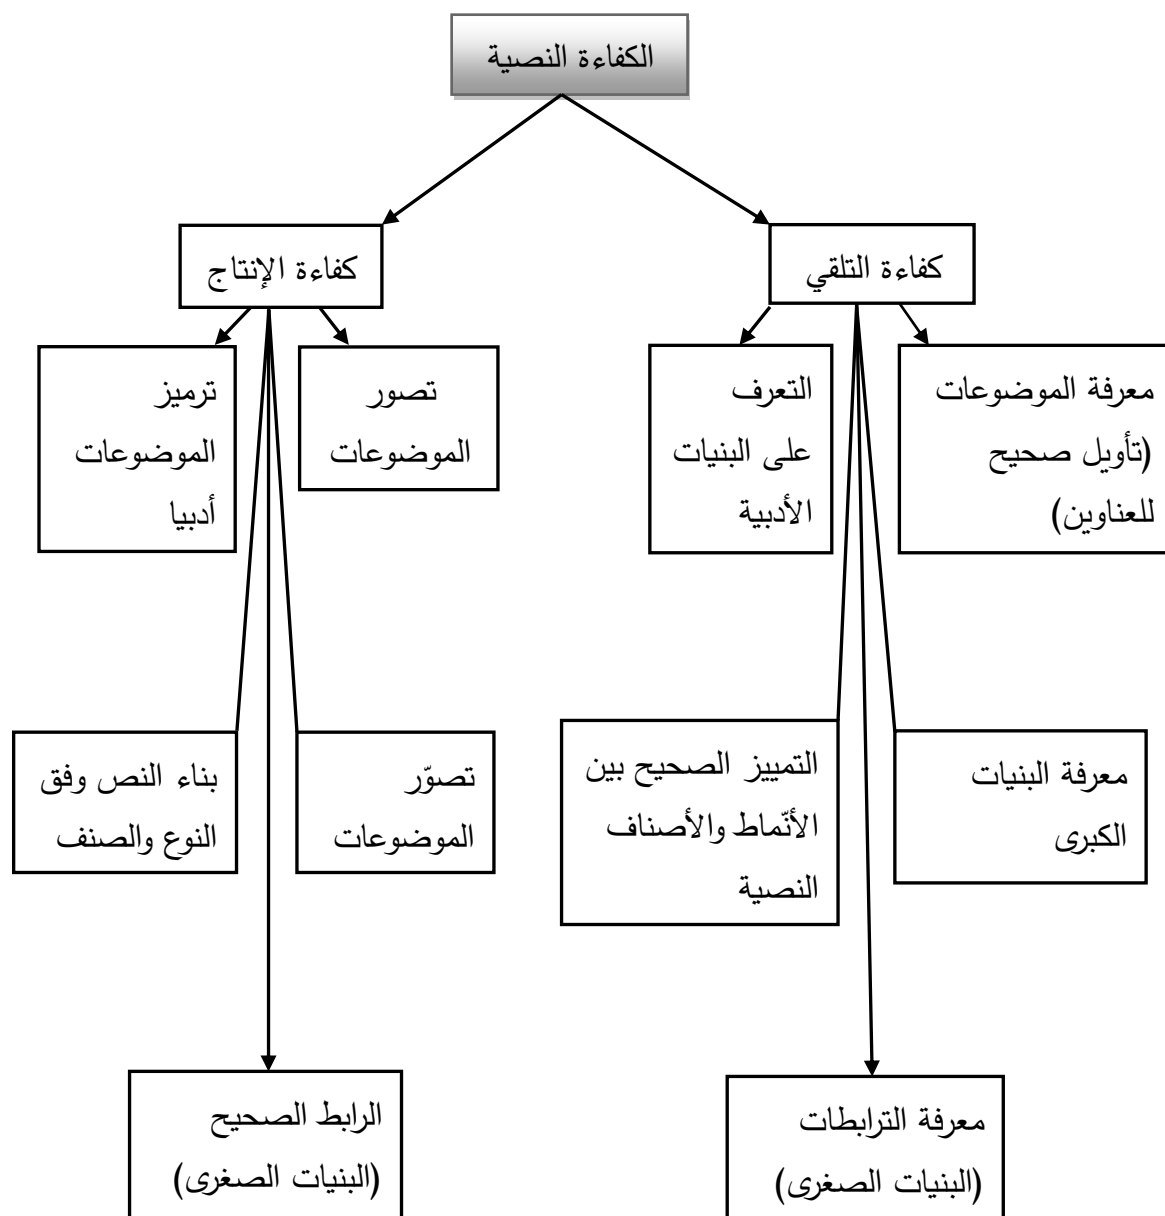 الكفاءة النصية
كفاءة التلقي
كفاءة الإنتاج
معرفة الموضوعات
(تأويل صحيح
للعناوين)
التعرف
على البنيات
الأدبية
تصور
الموضوعات
ترميز
الموضوعات
أدبيا
معرفة البنيات
الكبرى
التمييز الصحيح بين
الأنّماط والأصناف
النصية
تصوّر
الموضوعات
بناء النص وفق
النوع والصنف
معرفة الترابطات
(البنيات الصغرى)
الرابط الصحيح
(البنيات الصغرى)